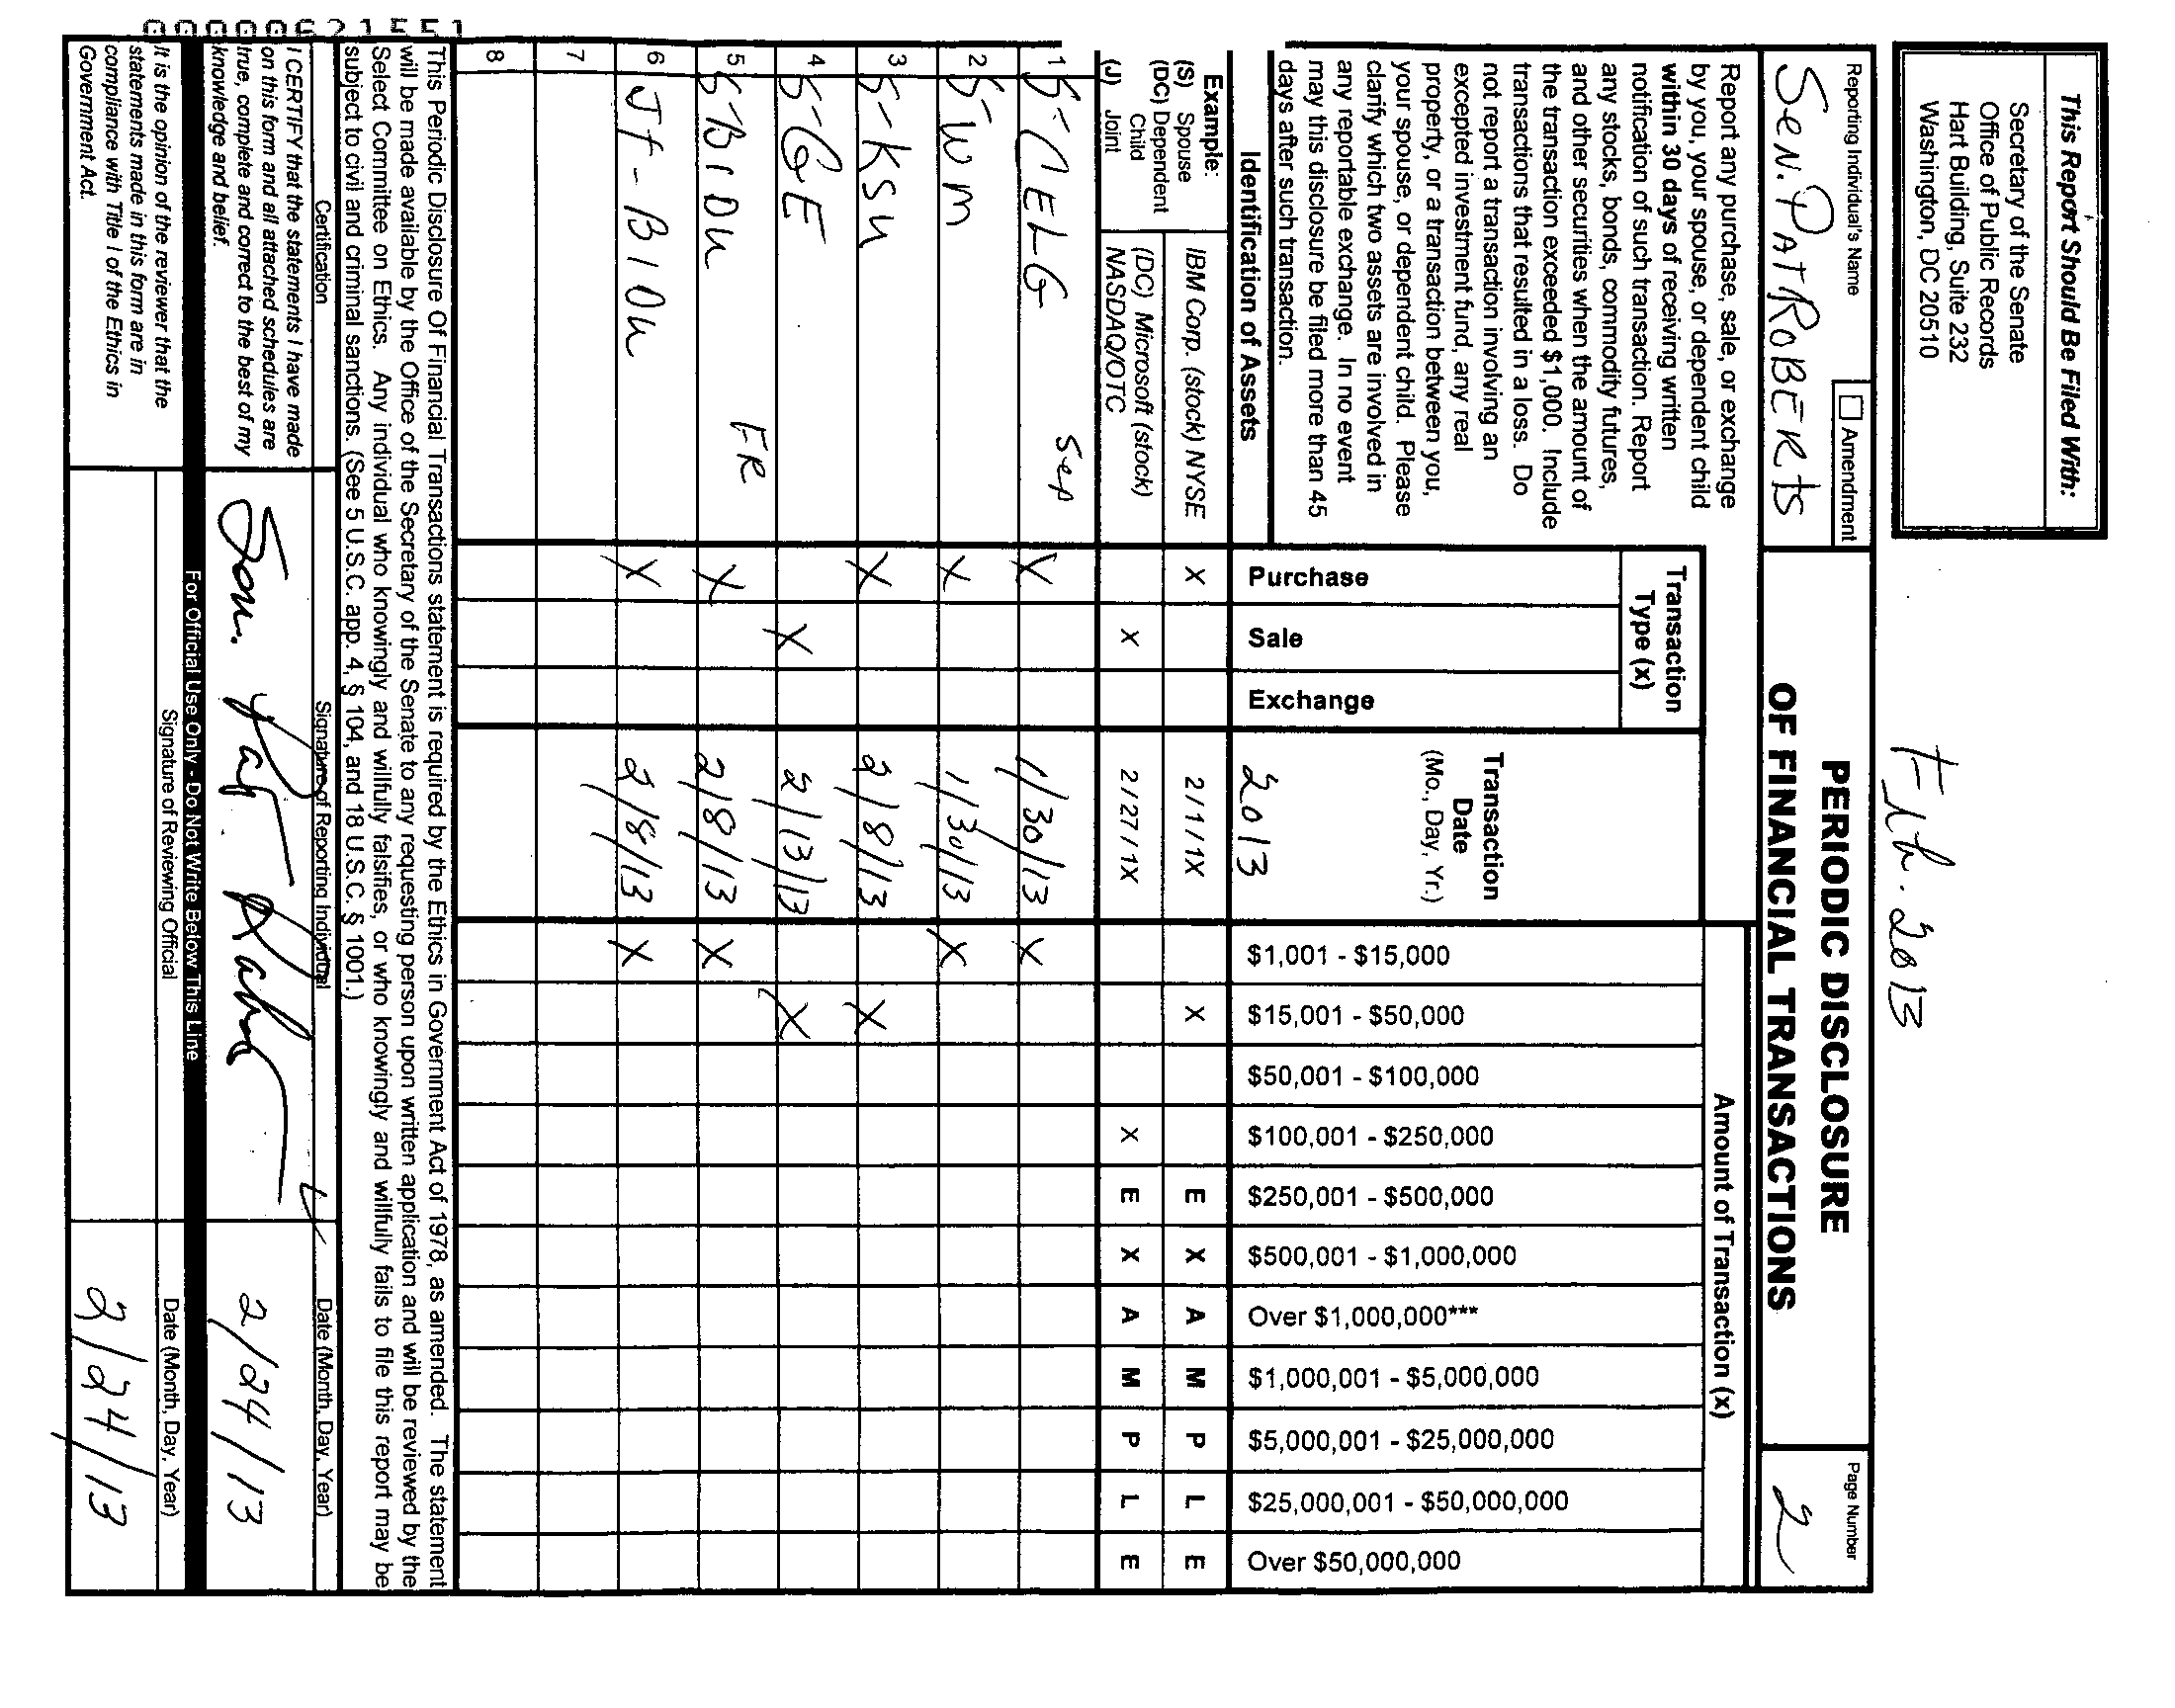 Feb. 2013
This Report Should Be Filed With:
Secretary of the Senate
Office of Public Records
Hart Building, Suite 232
Washington, DC 20510
PERIODIC DISCLOSURE
OF FINANCIAL TRANSACTIONS
Reporting Individual's Name
☐ Amendment
SEN. PAT ROBERTS
Page Number
2
Report any purchase, sale, or exchange
by you, your spouse, or dependent child
within 30 days of receiving written
notification of such transaction. Report
any stocks, bonds, commodity futures,
and other securities when the amount of
the transaction exceeded $1,000. Include
transactions that resulted in a loss. Do
not report a transaction involving an
excepted investment fund, any real
property, or a transaction between you,
your spouse, or dependent child. Please
clarify which two assets are involved in
any reportable exchange. In no event
may this disclosure be filed more than 45
days after such transaction.
Identification of Assets
Transaction
Type (x)
Purchase
Sale
Exchange
Transaction
Date
(Mo., Day, Yr.)
2013
Amount of Transaction (x)
$1,001 - $15,000
$15,001 - $50,000
$50,001 - $100,000
$100,001 - $250,000
$250,001 - $500,000
$500,001 - $1,000,000
Over $1,000,000***
$1,000,001 - $5,000,000
$5,000,001 - $25,000,000
$25,000,001 - $50,000,000
Over $50,000,000
Example:
(S) Spouse
(DC) Dependent
Child
(J) Joint
IBM Corp. (stock) NYSE X 2 / 1 / 1X X E X A M P L E
(DC) Microsoft (stock)
NASDAQ/OTC X 2 / 27 / 1X X E X A M P L E
1 S-CELG Sep X 1/30/13 X
2 S WM X 1/30/13 X
3 S-KSU X 2/8/13 X
4 S-GE X 2/13/13 X
5 S-BIDU FR X 2/8/13 X
6 JT-BIDU X 2/8/13 X
7
8
This Periodic Disclosure Of Financial Transactions statement is required by the Ethics in Government Act of 1978, as amended. The statement
will be made available by the Office of the Secretary of the Senate to any requesting person upon written application and will be reviewed by the
Select Committee on Ethics. Any individual who knowingly and willfully falsifies, or who knowingly and willfully fails to file this report may be
subject to civil and criminal sanctions. (See 5 U.S.C. app. 4, § 104, and 18 U.S.C. § 1001.)
Certification
Signature of Reporting Individual
Date (Month, Day, Year)
I CERTIFY that the statements I have made
on this form and all attached schedules are
true, complete and correct to the best of my
knowledge and belief.
Sen. Pat Roberts
2/24/13
For Official Use Only - Do Not Write Below This Line
It is the opinion of the reviewer that the
statements made in this form are in
compliance with Title I of the Ethics in
Government Act.
Signature of Reviewing Official
Date (Month, Day, Year)
2/24/13